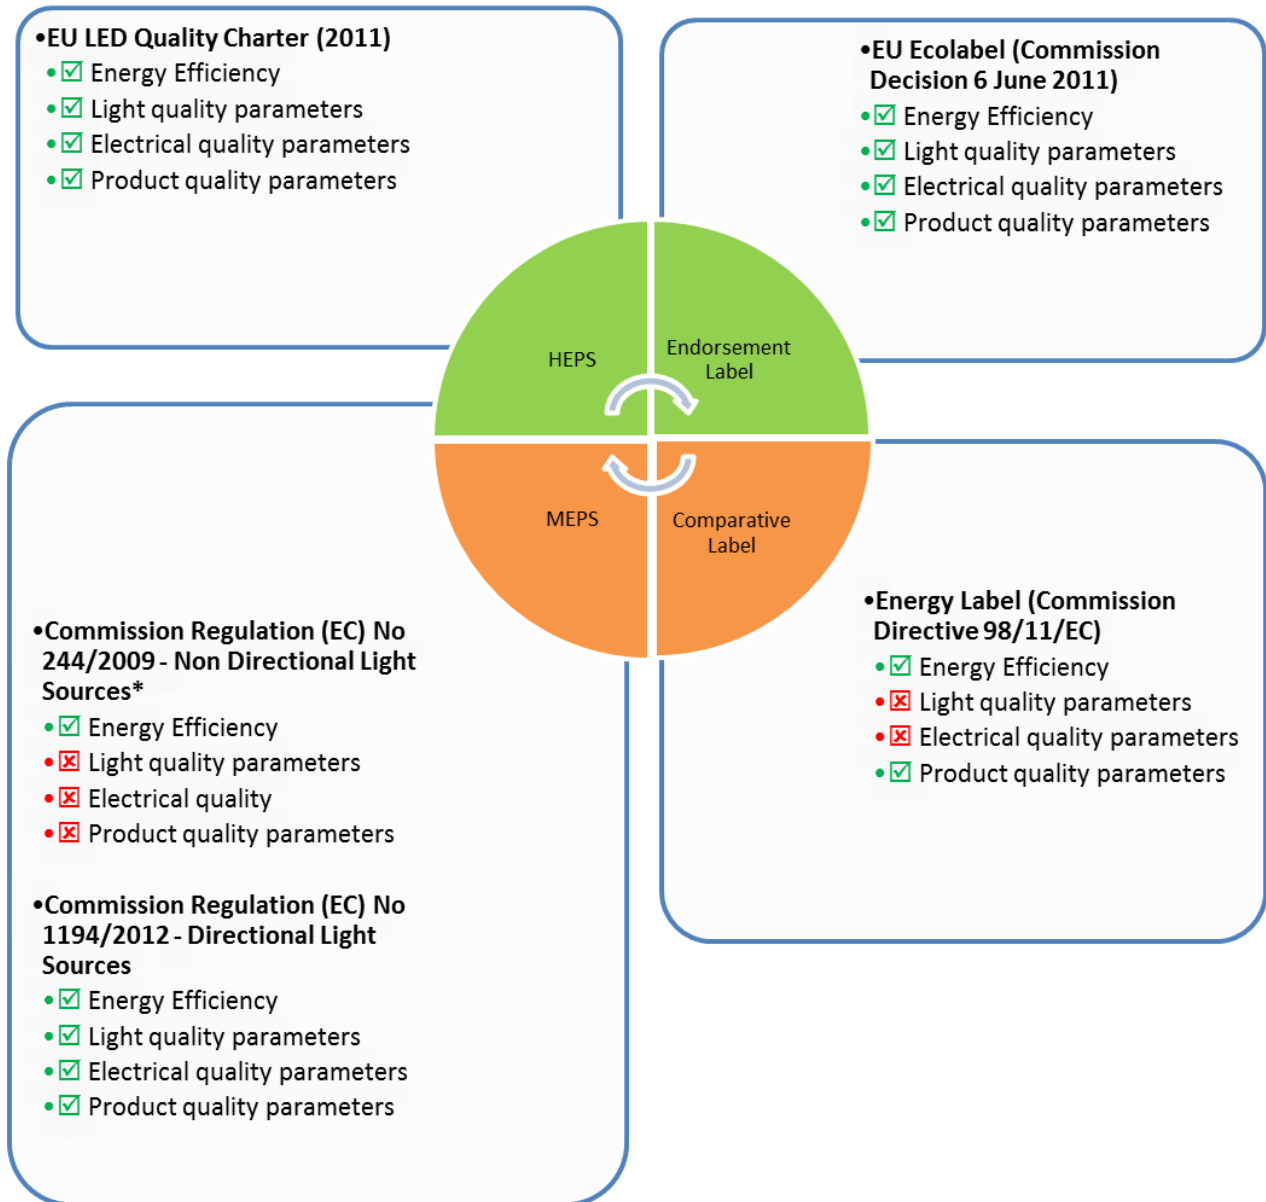 •EU LED Quality Charter (2011)
• ☑ Energy Efficiency
• ☑ Light quality parameters
• ☑ Electrical quality parameters
• ☑ Product quality parameters
•EU Ecolabel (Commission
Decision 6 June 2011)
• ☑ Energy Efficiency
• ☑ Light quality parameters
• ☑ Electrical quality parameters
• ☑ Product quality parameters
HEPS
Endorsement
Label
MEPS
Comparative
Label
•Commission Regulation (EC) No
244/2009 - Non Directional Light
Sources*
• ☑ Energy Efficiency
• ☒ Light quality parameters
• ☒ Electrical quality
• ☒ Product quality parameters
•Commission Regulation (EC) No
1194/2012 - Directional Light
Sources
• ☑ Energy Efficiency
• ☑ Light quality parameters
• ☑ Electrical quality parameters
• ☑ Product quality parameters
•Energy Label (Commission
Directive 98/11/EC)
• ☑ Energy Efficiency
• ☒ Light quality parameters
• ☒ Electrical quality parameters
• ☑ Product quality parameters